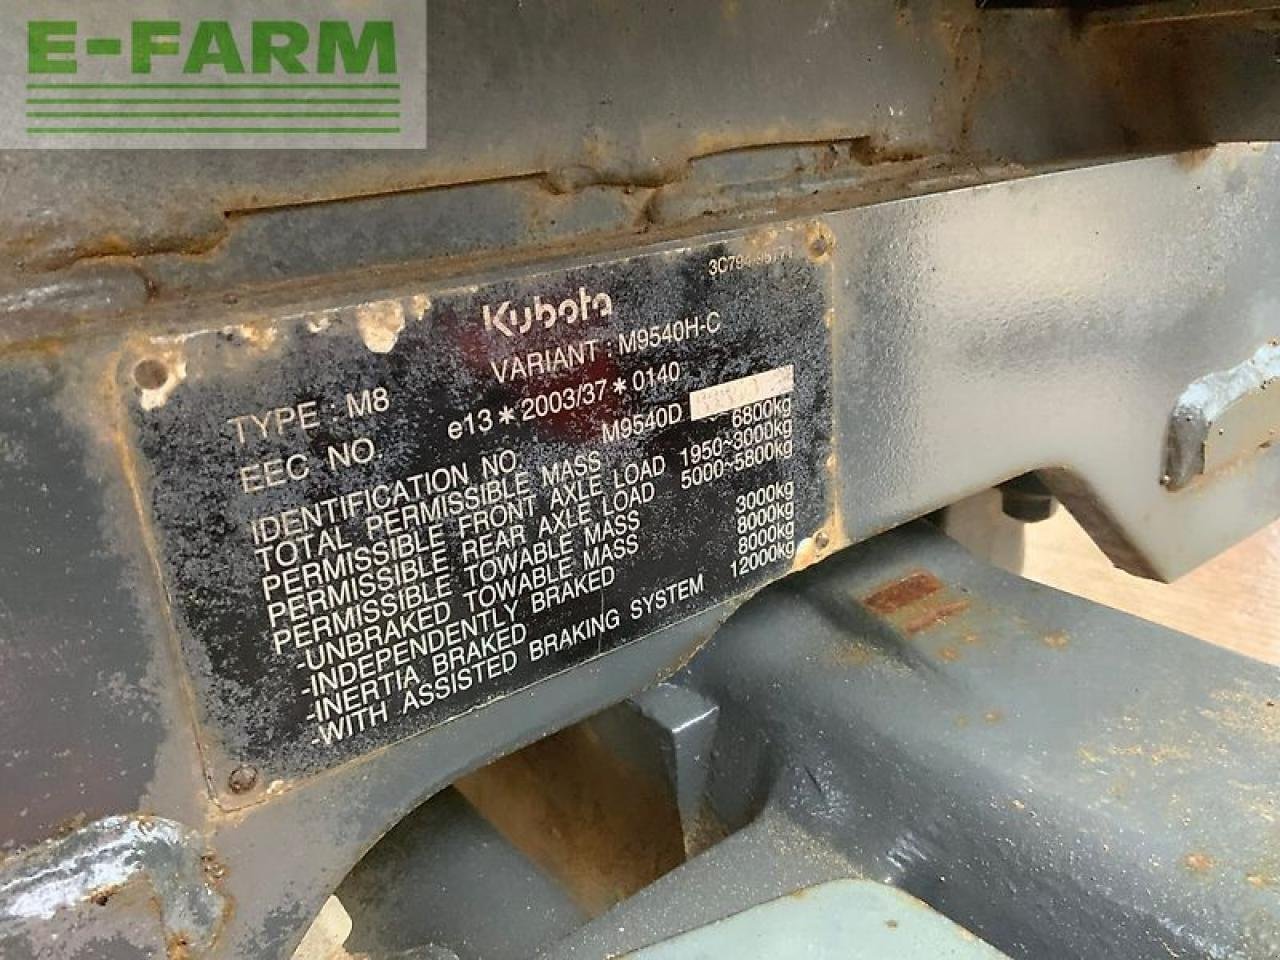 E-FARM
Kubota
TYPE : M8 VARIANT : M9540H-C
EEC NO. e13*2003/37*0140
IDENTIFICATION NO. M9540D
TOTAL PERMISSIBLE MASS 6800kg
PERMISSIBLE FRONT AXLE LOAD 1950~3000kg
PERMISSIBLE REAR AXLE LOAD 5000~5800kg
PERMISSIBLE TOWABLE MASS
-UNBRAKED TOWABLE MASS 3000kg
-INDEPENDENTLY BRAKED 8000kg
-INERTIA BRAKED 8000kg
-WITH ASSISTED BRAKING SYSTEM 12000kg